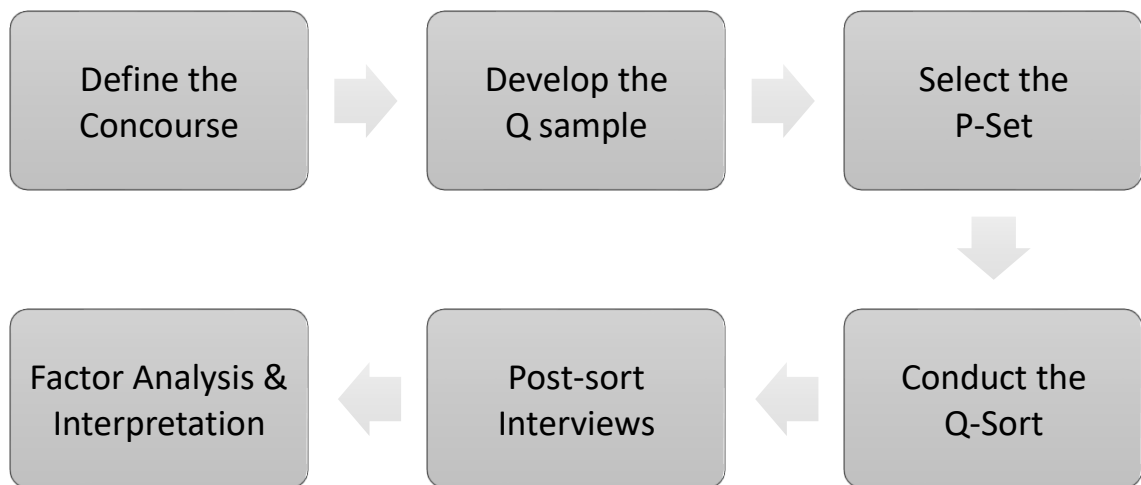 Define the
Concourse
Develop the
Q sample
Select the
P-Set
Conduct the
Q-Sort
Post-sort
Interviews
Factor Analysis &
Interpretation